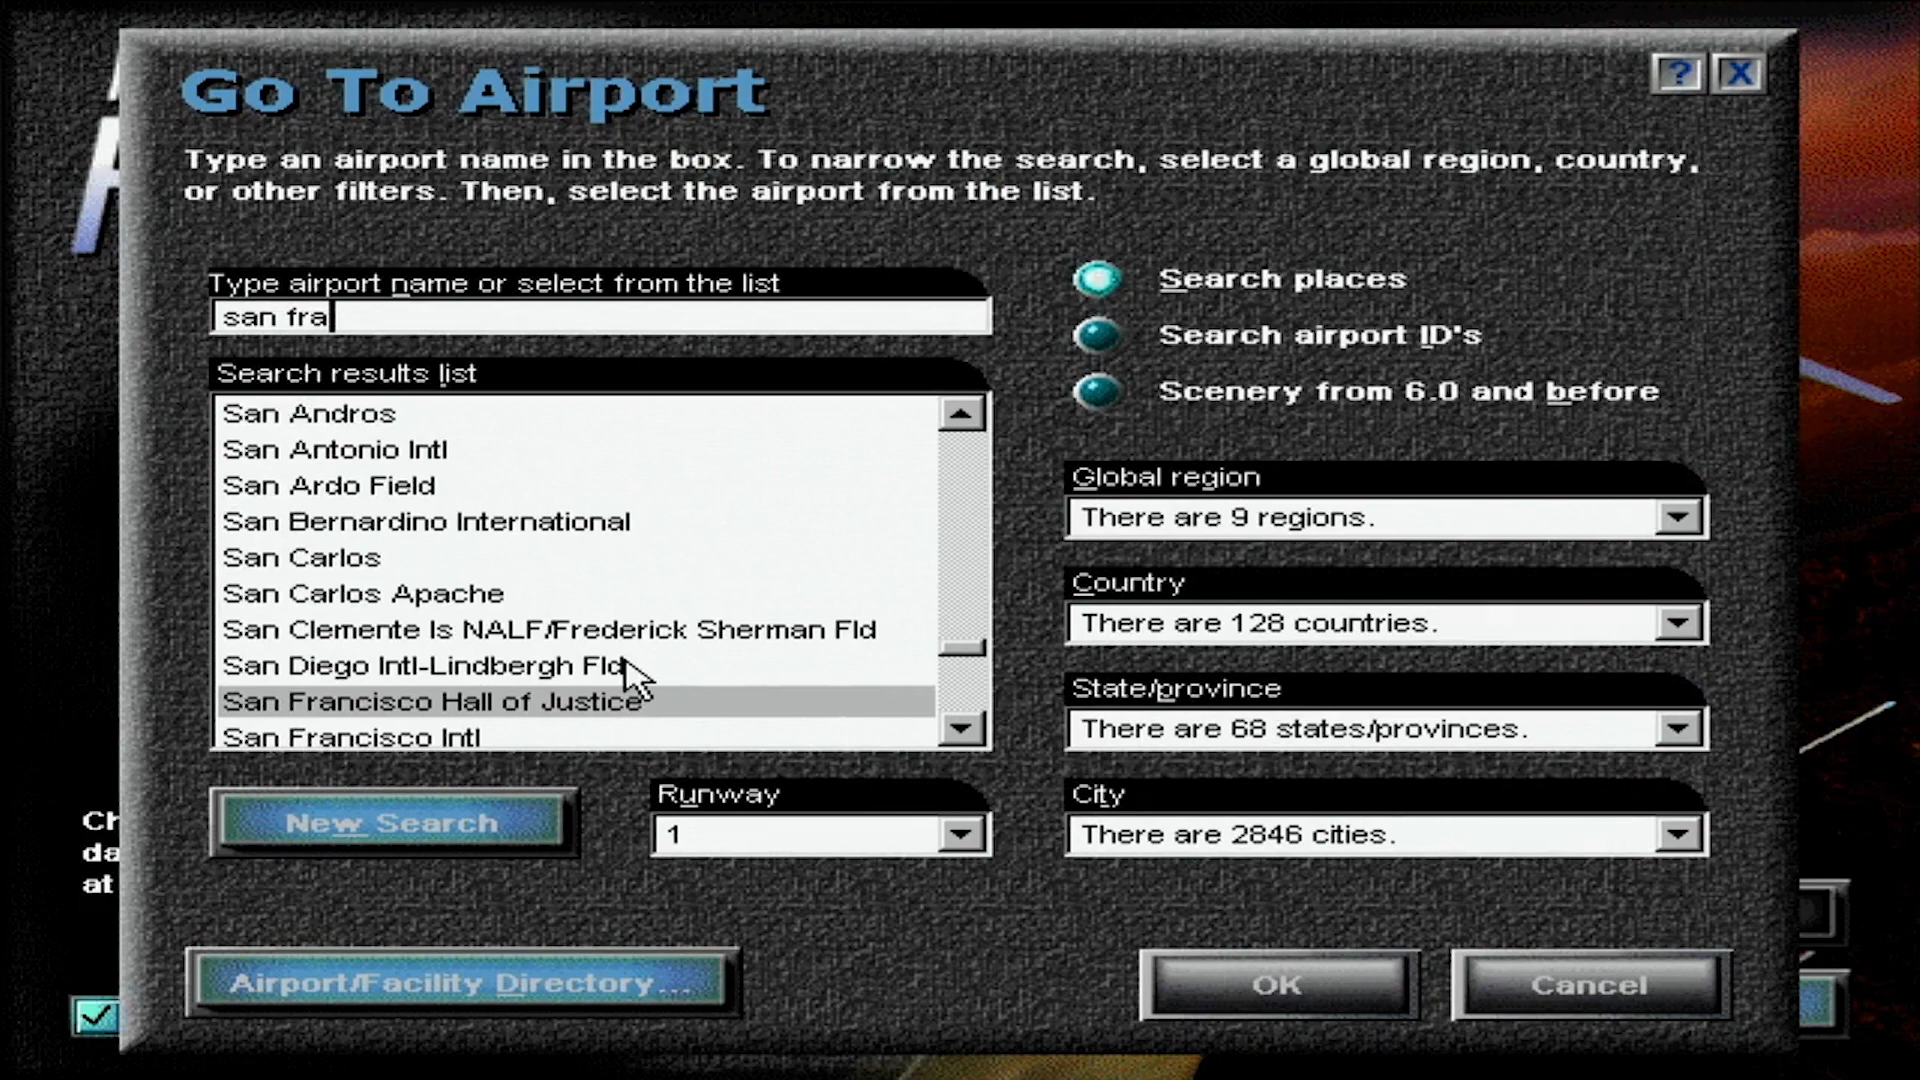 Go To Airport
? X
Type an airport name in the box. To narrow the search, select a global region, country,
or other filters. Then, select the airport from the list.
Type airport name or select from the list
san fra
Search results list
San Andros
San Antonio Intl
San Ardo Field
San Bernardino International
San Carlos
San Carlos Apache
San Clemente Is NALF/Frederick Sherman Fld
San Diego Intl-Lindbergh Fld
San Francisco Hall of Justice
San Francisco Intl
New Search
Runway
1
Search places
Search airport ID's
Scenery from 6.0 and before
Global region
There are 9 regions.
Country
There are 128 countries.
State/province
There are 68 states/provinces.
City
There are 2846 cities.
Ch
da
at
Airport/Facility Directory...
OK
Cancel